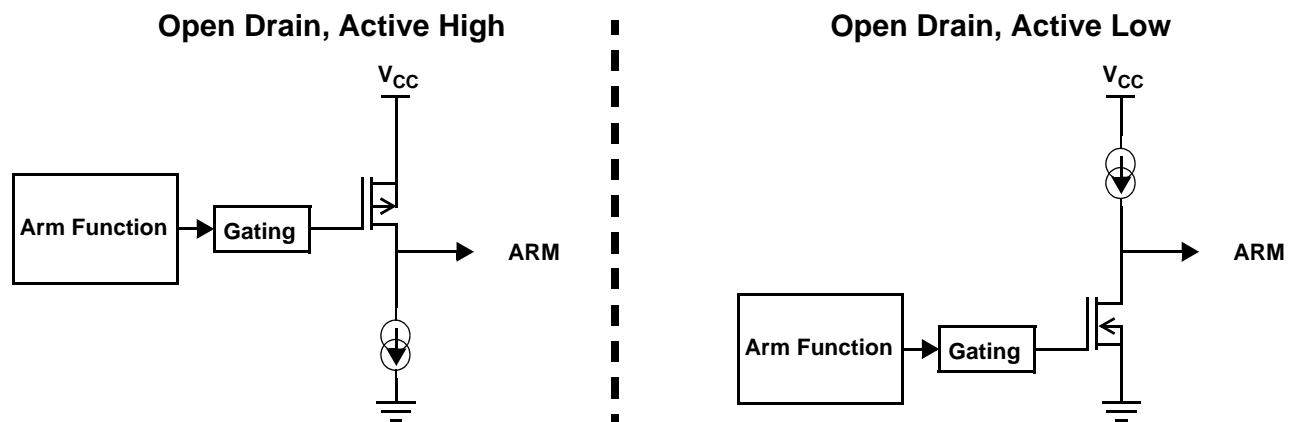 Open Drain, Active High
VCC
Arm Function
Gating
ARM
Open Drain, Active Low
VCC
ARM
Arm Function
Gating